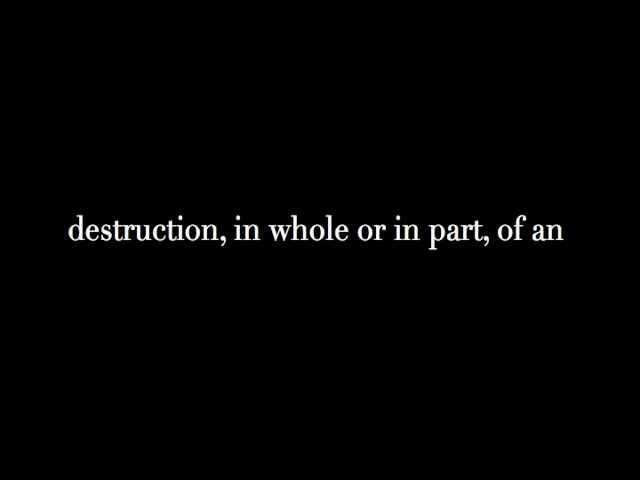 destruction, in whole or in part, of an